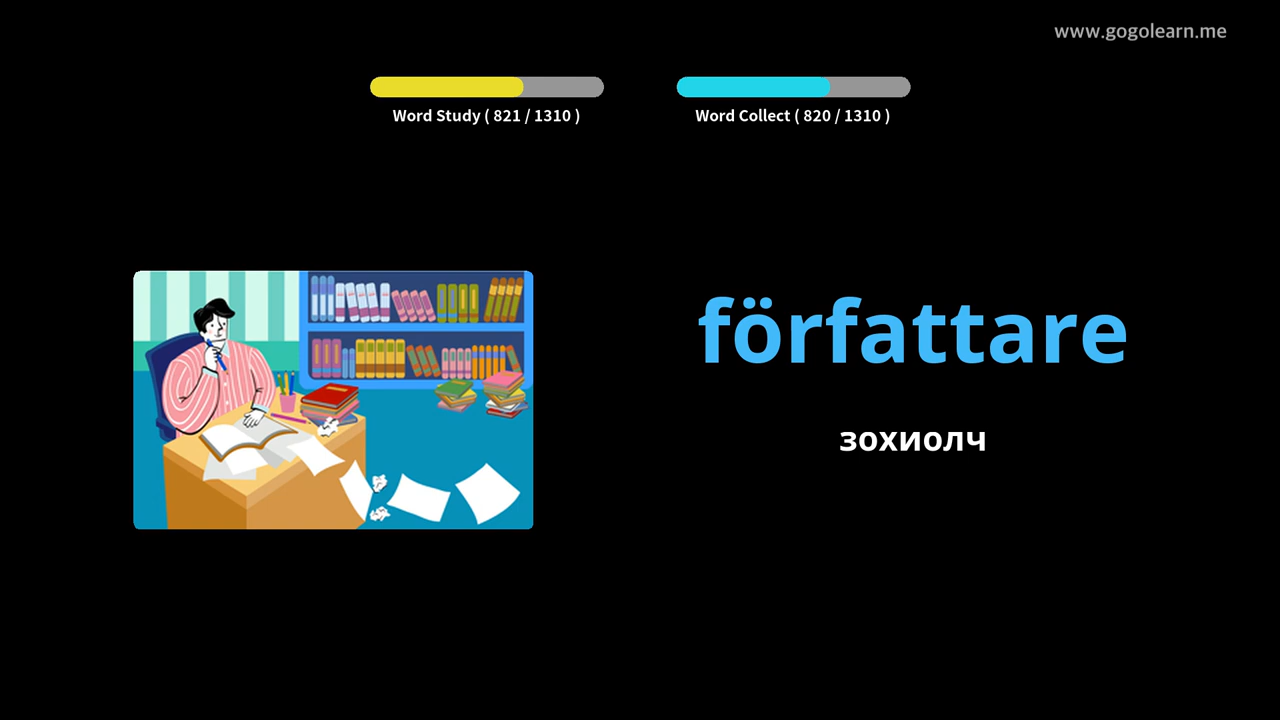 www.gogolearn.me
Word Study ( 821 / 1310 )
Word Collect ( 820 / 1310 )
författare
зохиолч